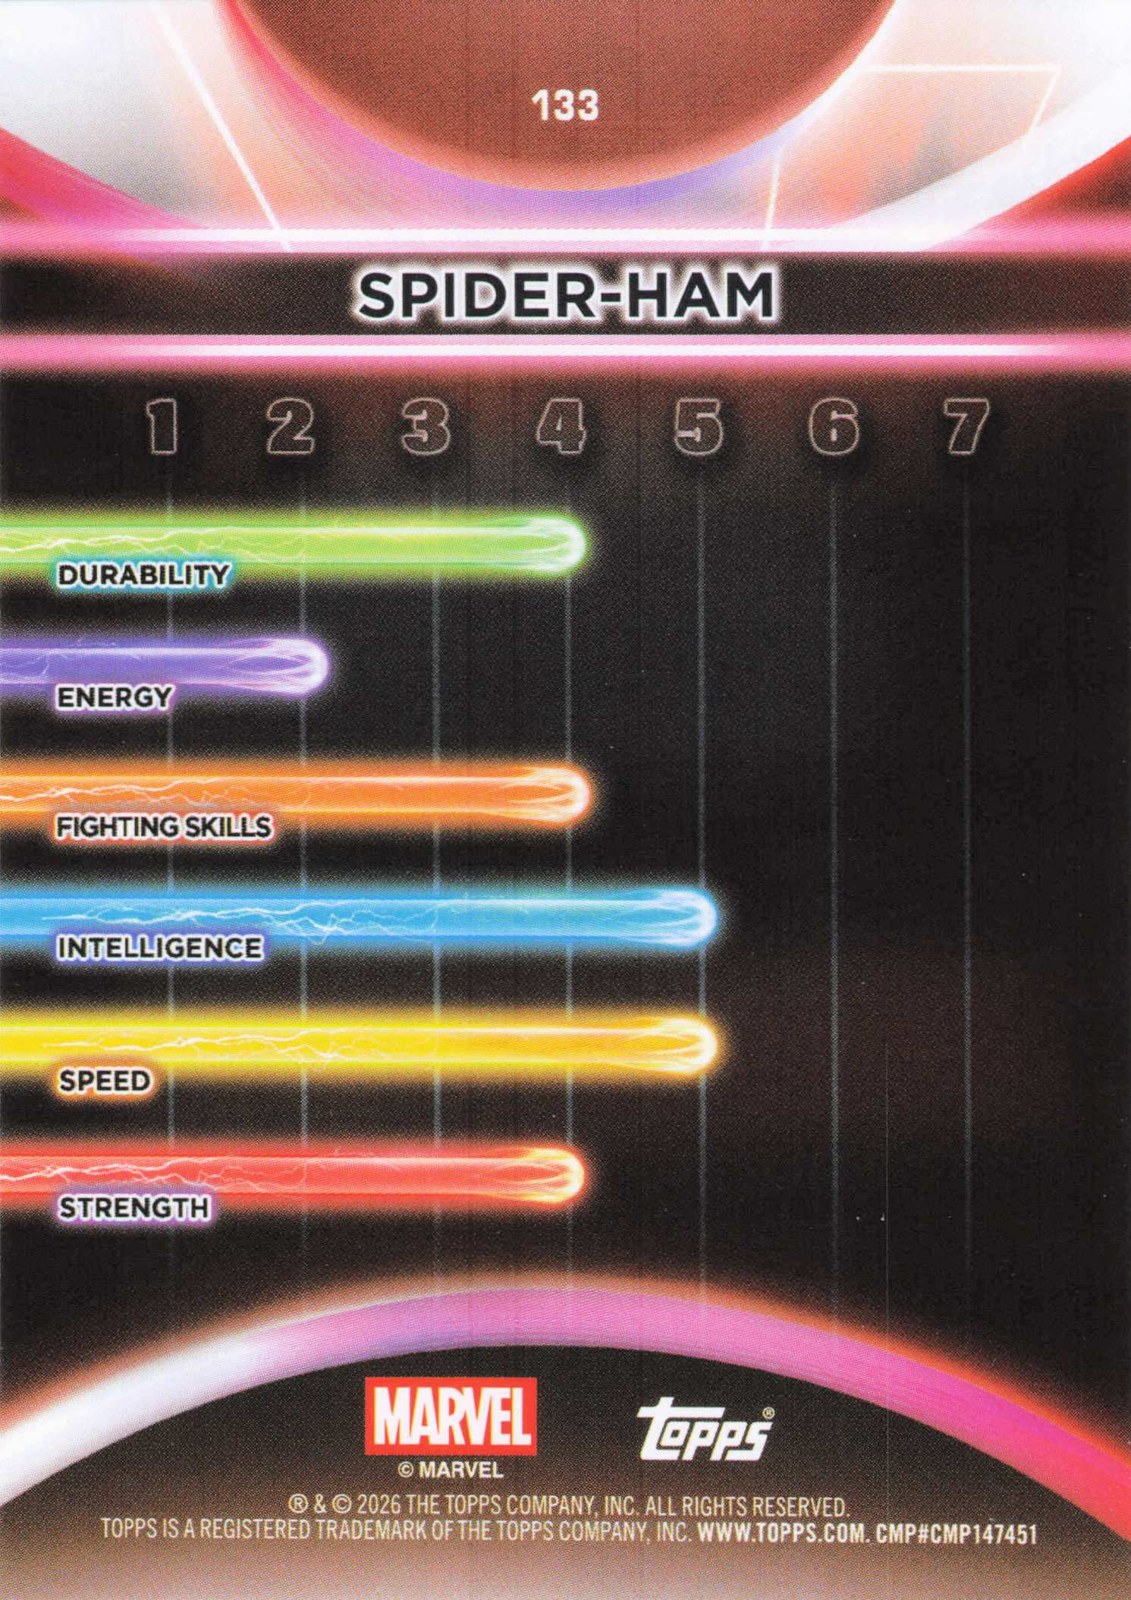 133
SPIDER-HAM
1 2 3 4 5 6 7
DURABILITY
ENERGY
FIGHTING SKILLS
INTELLIGENCE
SPEED
STRENGTH
MARVEL
TOPPS®
© MARVEL
® & © 2026 THE TOPPS COMPANY, INC. ALL RIGHTS RESERVED.
TOPPS IS A REGISTERED TRADEMARK OF THE TOPPS COMPANY, INC. WWW.TOPPS.COM. CMP#CMP147451